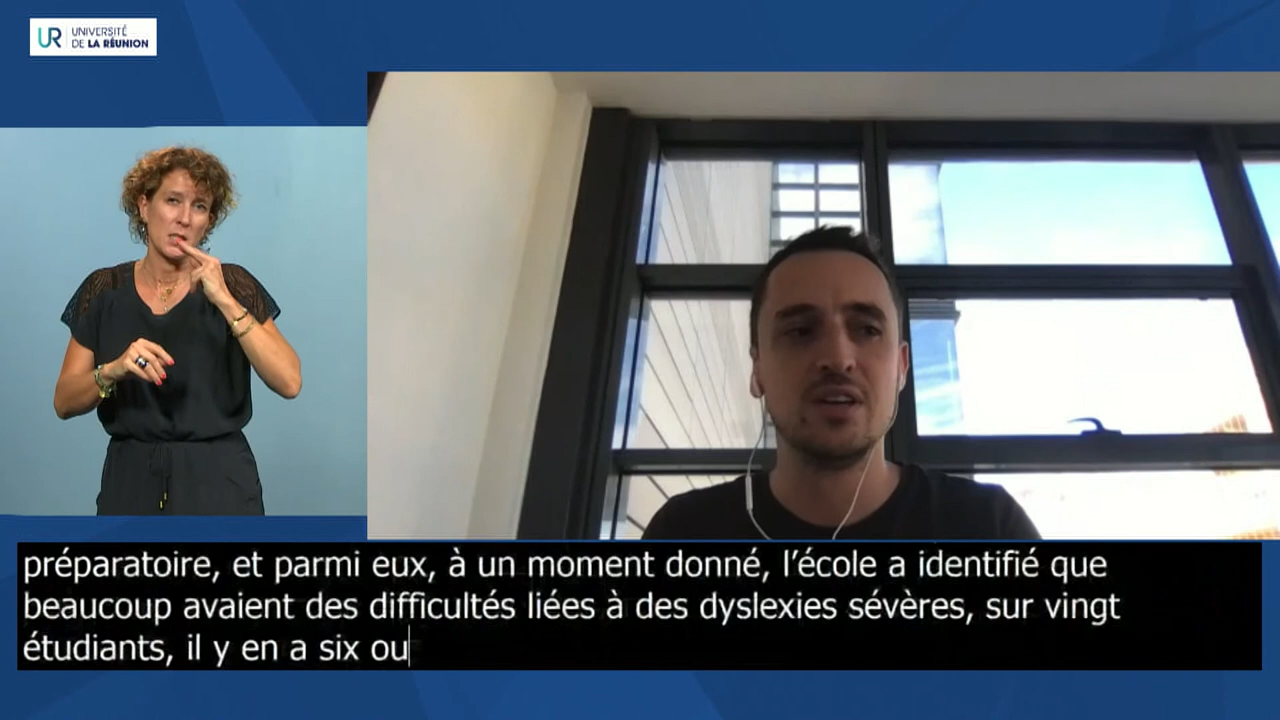 UR UNIVERSITÉ
DE LA RÉUNION
préparatoire, et parmi eux, à un moment donné, l’école a identifié que
beaucoup avaient des difficultés liées à des dyslexies sévères, sur vingt
étudiants, il y en a six ou